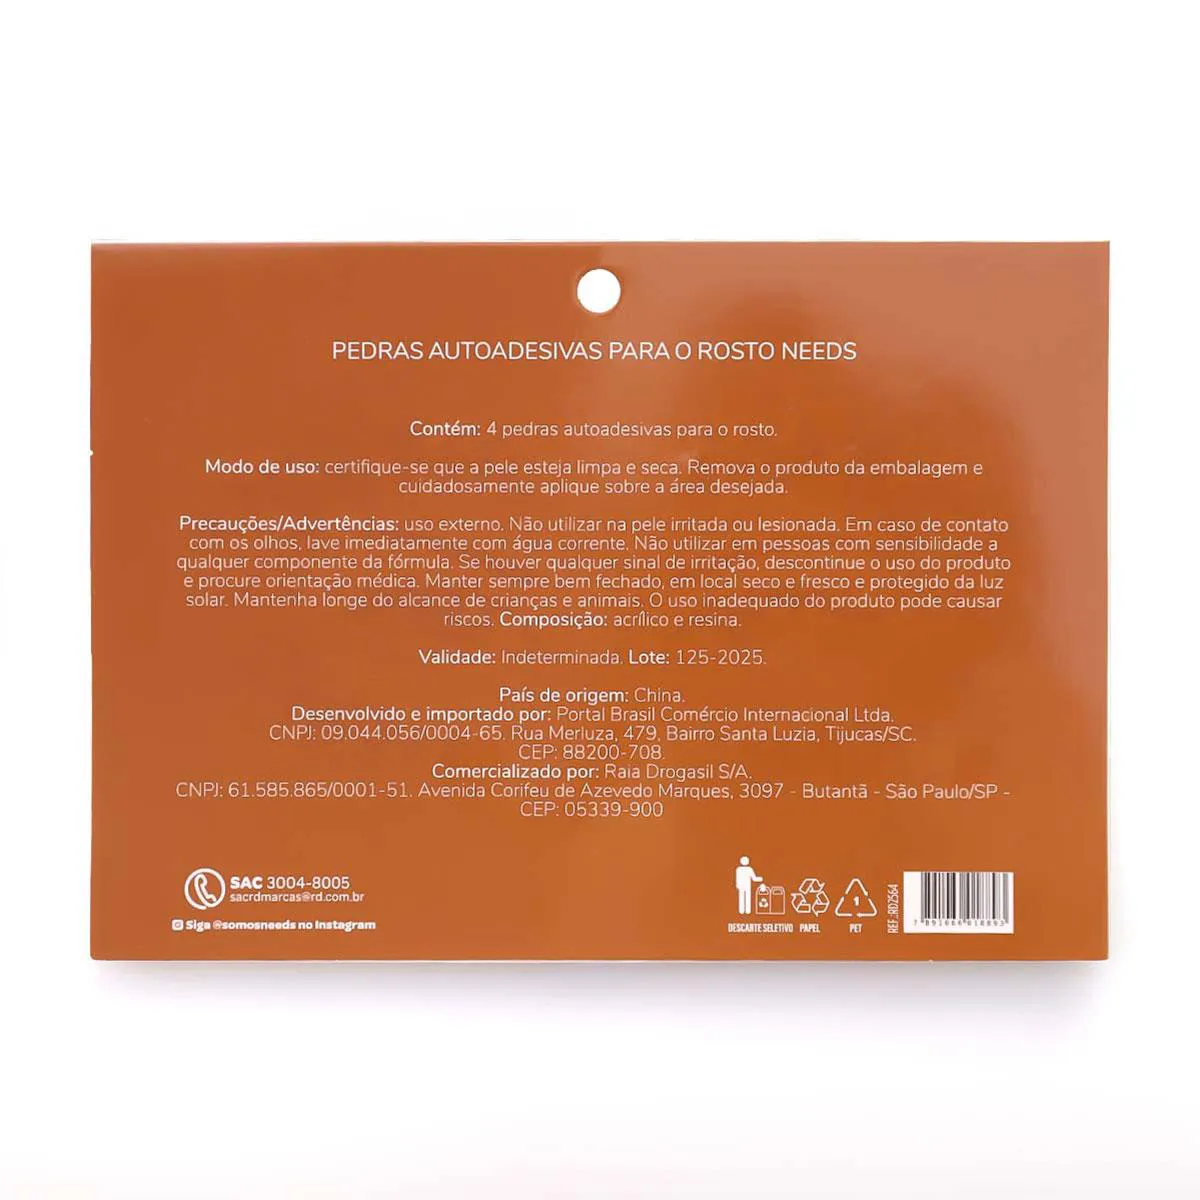 PEDRAS AUTOADESIVAS PARA O ROSTO NEEDS
Contém: 4 pedras autoadesivas para o rosto.
Modo de uso: certifique-se que a pele esteja limpa e seca. Remova o produto da embalagem e
cuidadosamente aplique sobre a área desejada.
Precauções/Advertências: uso externo. Não utilizar na pele irritada ou lesionada. Em caso de contato
com os olhos, lave imediatamente com água corrente. Não utilizar em pessoas com sensibilidade a
qualquer componente da fórmula. Se houver qualquer sinal de irritação, descontinue o uso do produto
e procure orientação médica. Manter sempre bem fechado, em local seco e fresco e protegido da luz
solar. Mantenha longe do alcance de crianças e animais. O uso inadequado do produto pode causar
riscos. Composição: acrílico e resina.
Validade: Indeterminada. Lote: 125-2025.
País de origem: China.
Desenvolvido e importado por: Portal Brasil Comércio Internacional Ltda.
CNPJ: 09.044.056/0004-65. Rua Merluza, 479, Bairro Santa Luzia, Tijucas/SC.
CEP: 88200-708.
Comercializado por: Raia Drogasil S/A.
CNPJ: 61.585.865/0001-51. Avenida Corifeu de Azevedo Marques, 3097 - Butantã - São Paulo/SP -
CEP: 05339-900
SAC 3004-8005
sacrdmarcas@rd.com.br
Siga @somosneeds no Instagram
DESCARTE SELETIVO
PAPEL
1
PET
REF.:RD2564